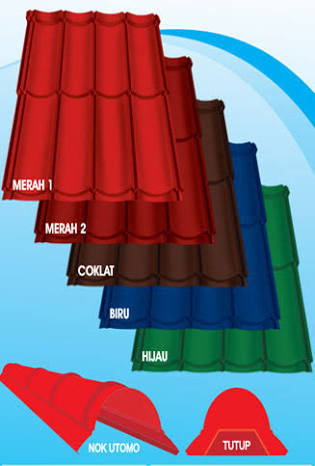 MERAH 1
MERAH 2
COKLAT
BIRU
HIJAU
NOK UTOMO
TUTUP